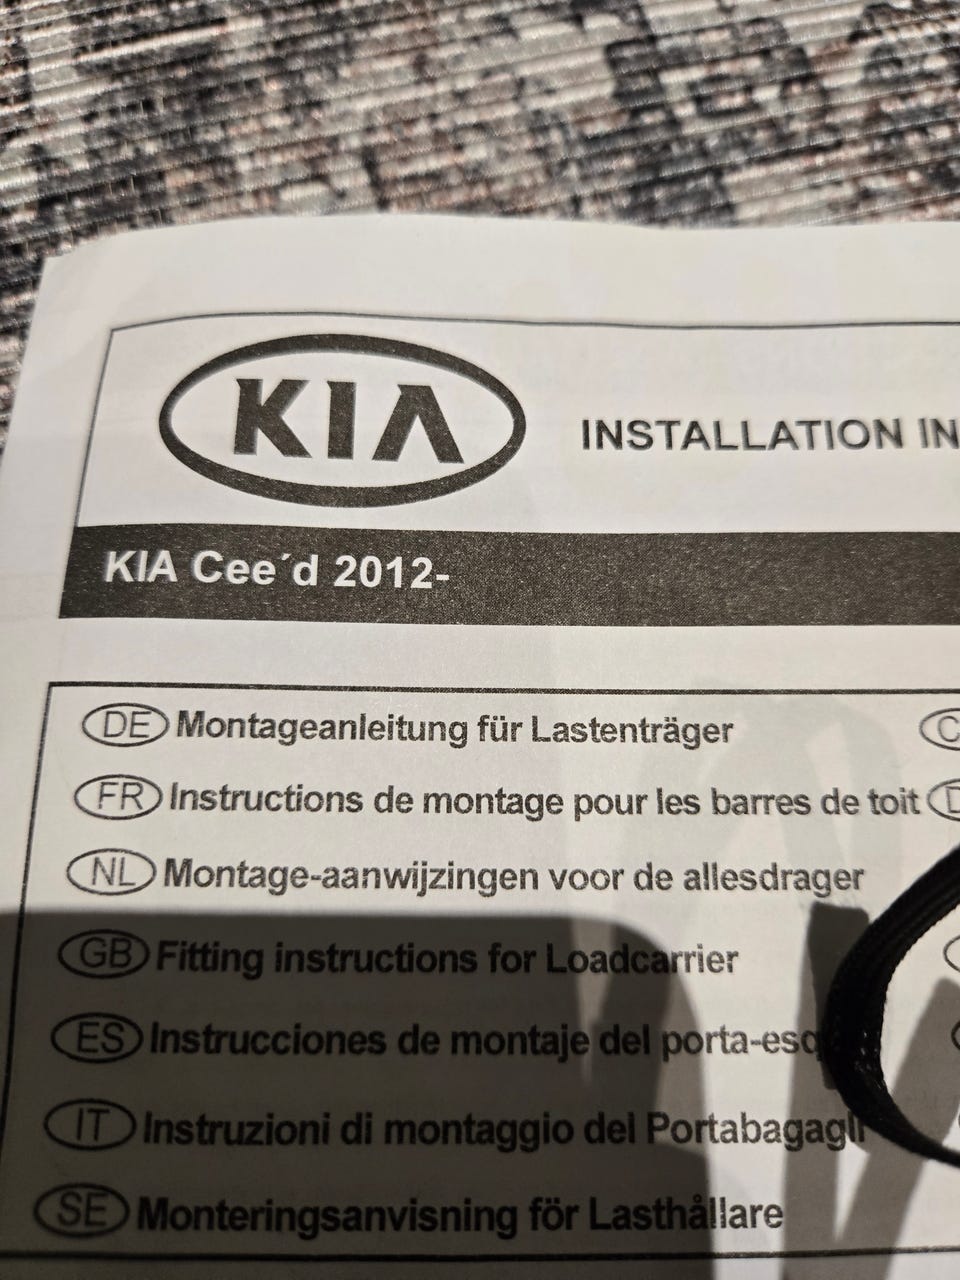 KIA
INSTALLATION IN
KIA Cee´d 2012-
DE Montageanleitung für Lastenträger
FR Instructions de montage pour les barres de toit
NL Montage-aanwijzingen voor de allesdrager
GB Fitting instructions for Loadcarrier
ES Instrucciones de montaje del porta-esq
IT Instruzioni di montaggio del Portabagagli
SE Monteringsanvisning för Lasthållare